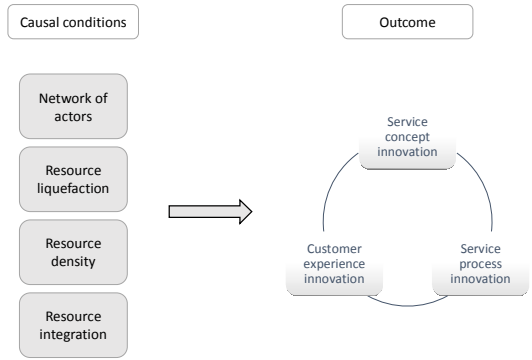 Causal conditions
Outcome
Network of
actors
Resource
liquefaction
Resource
density
Resource
integration
Service
concept
innovation
Customer
experience
innovation
Service
process
innovation